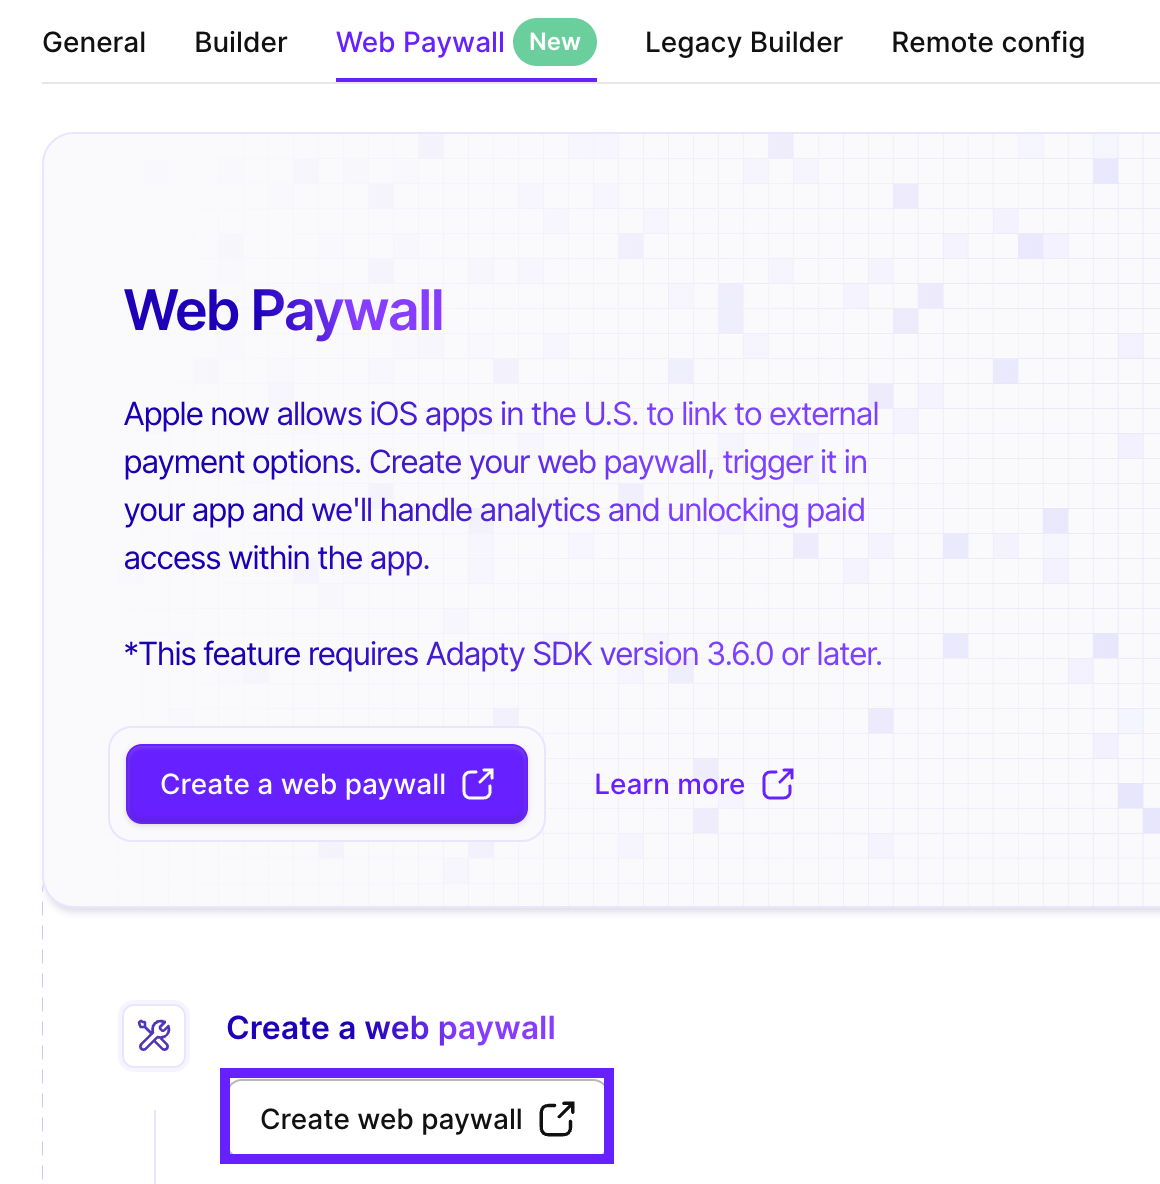 General Builder Web Paywall New Legacy Builder Remote config
Web Paywall
Apple now allows iOS apps in the U.S. to link to external
payment options. Create your web paywall, trigger it in
your app and we'll handle analytics and unlocking paid
access within the app.
*This feature requires Adapty SDK version 3.6.0 or later.
Create a web paywall Learn more
Create a web paywall
Create web paywall